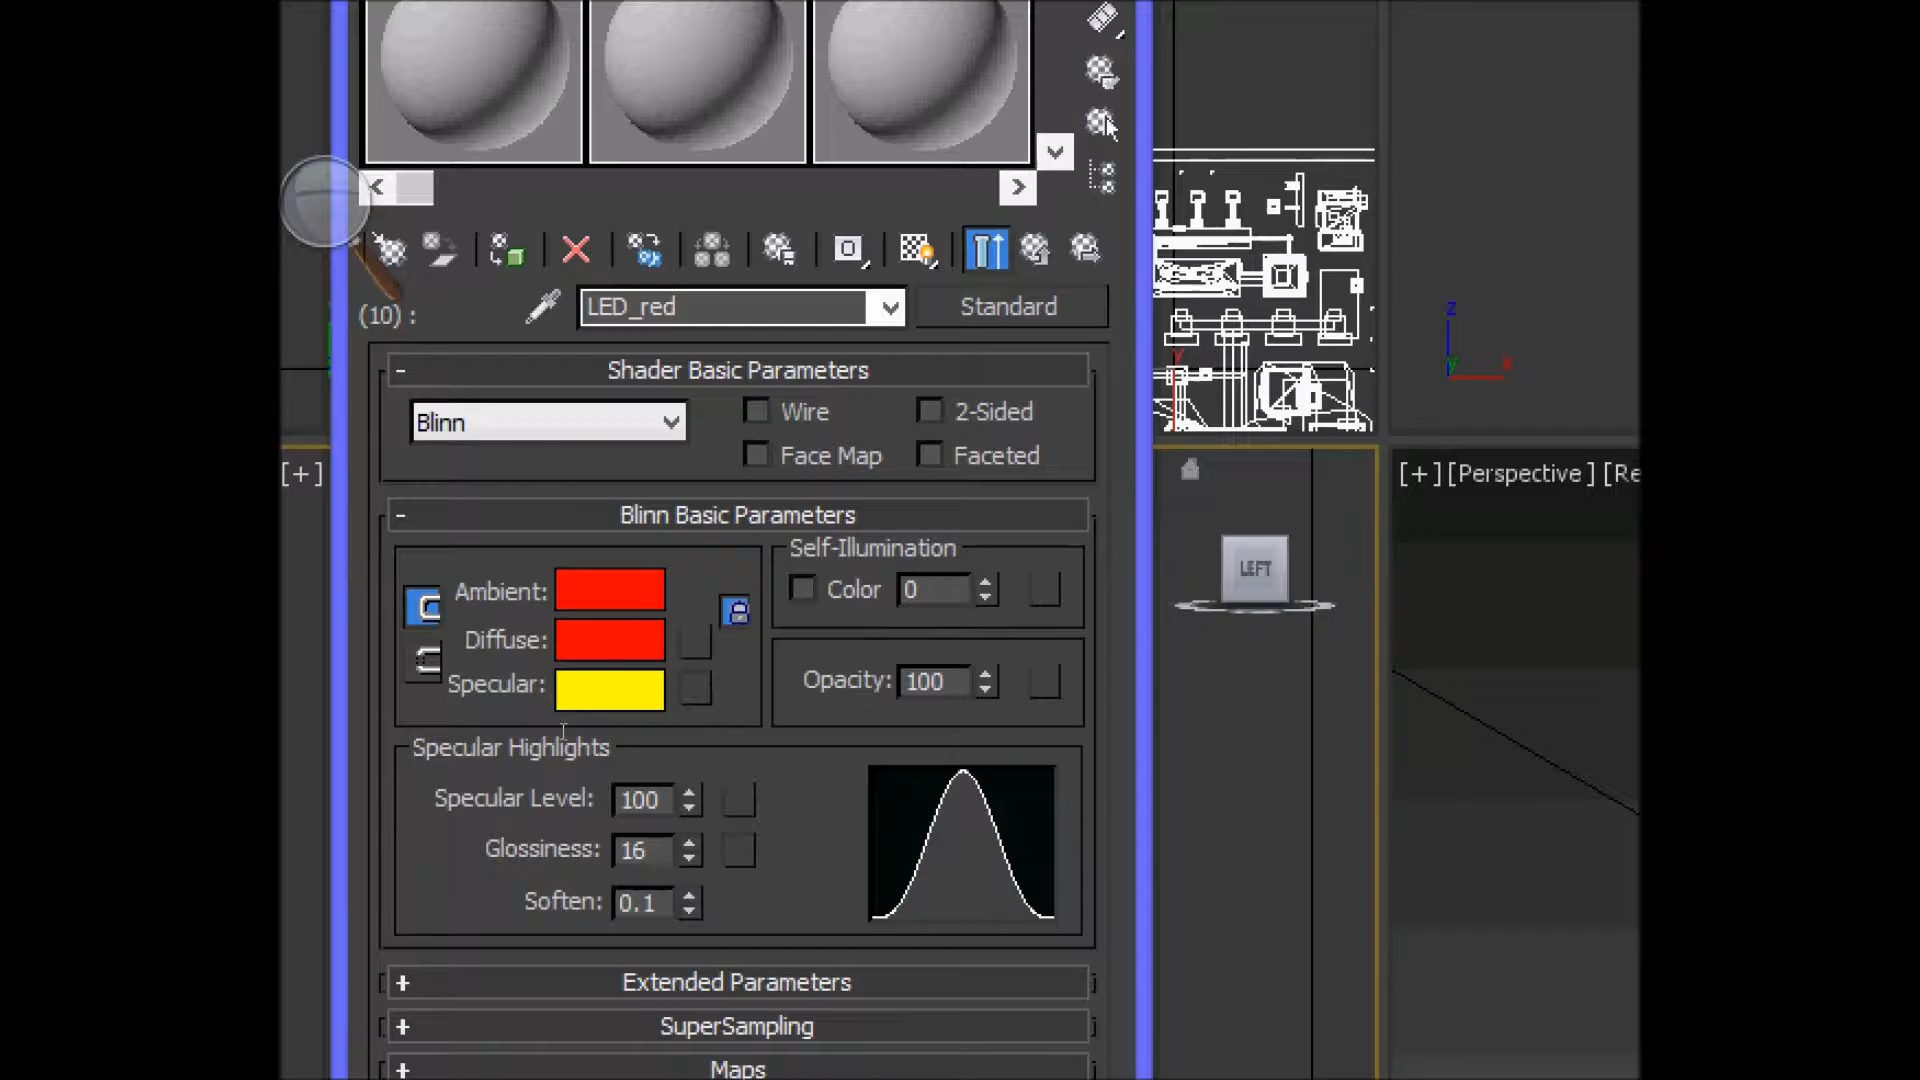 (10) :
LED_red
Standard
-
Shader Basic Parameters
Blinn
Wire
2-Sided
Face Map
Faceted
z
y
x
Y
[+]
[+][Perspective][Re
LEFT
-
Blinn Basic Parameters
Ambient:
Diffuse:
Specular:
Self-Illumination
Color 0
Opacity: 100
Specular Highlights
Specular Level: 100
Glossiness: 16
Soften: 0.1
+ Extended Parameters
+ SuperSampling
+ Maps